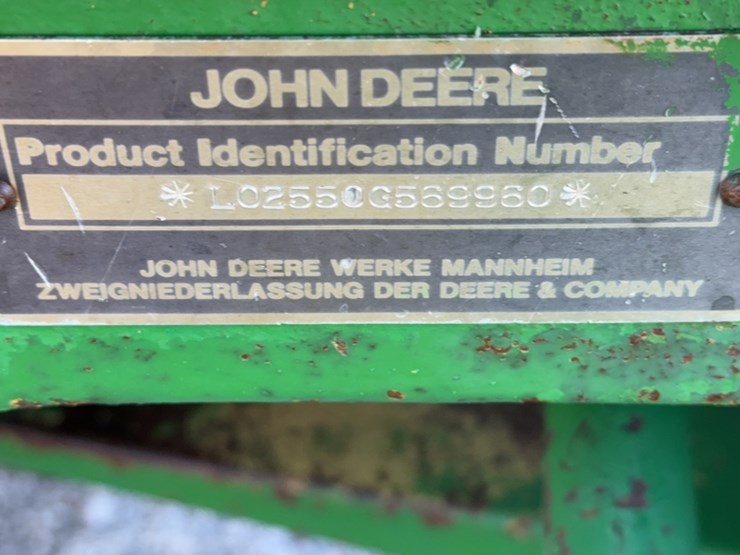 JOHN DEERE
Product Identification Number
*L02550G569960*
JOHN DEERE WERKE MANNHEIM
ZWEIGNIEDERLASSUNG DER DEERE & COMPANY